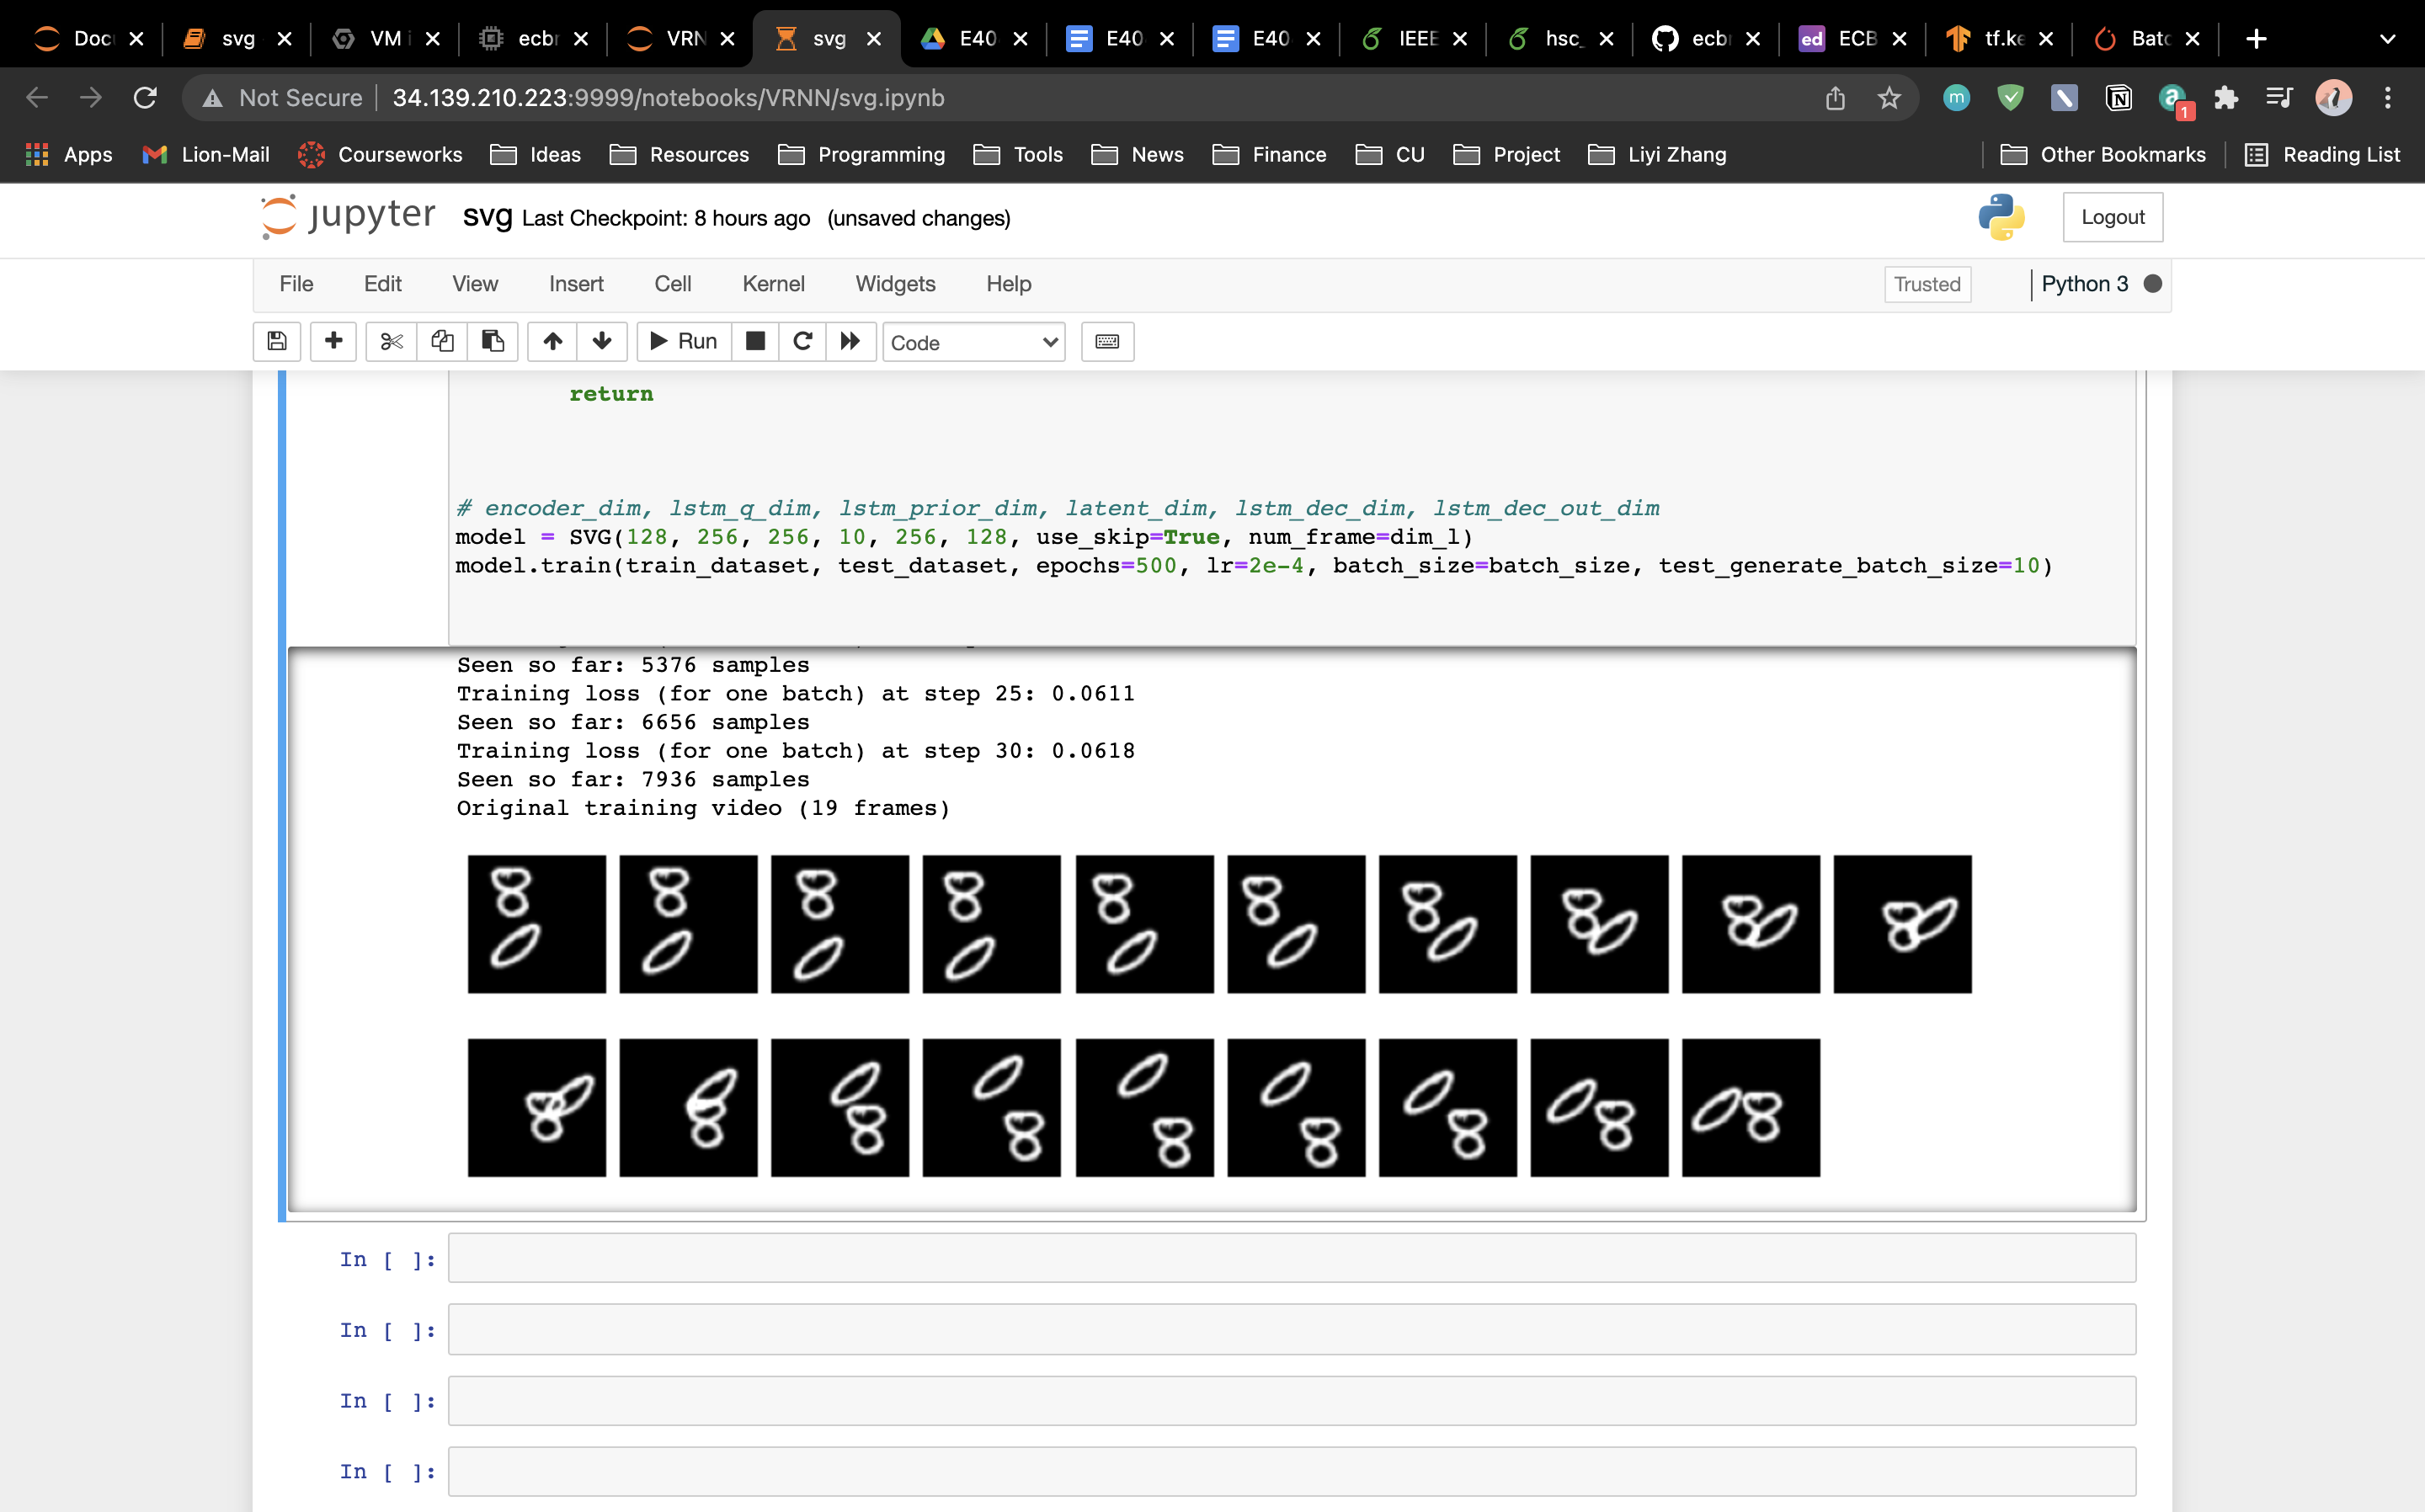 Doc svg VM i ecbr VRN svg E40 E40 E40 IEEE hsc_ ecb ed ECB tf.ke Batc
Not Secure 34.139.210.223:9999/notebooks/VRNN/svg.ipynb m N a 1
Apps Lion-Mail Courseworks Ideas Resources Programming Tools News Finance CU Project Liyi Zhang Other Bookmarks Reading List
jupyter svg Last Checkpoint: 8 hours ago (unsaved changes) Logout
File Edit View Insert Cell Kernel Widgets Help Trusted Python 3
Run Code
return
# encoder_dim, lstm_q_dim, lstm_prior_dim, latent_dim, lstm_dec_dim, lstm_dec_out_dim
model = SVG(128, 256, 256, 10, 256, 128, use_skip=True, num_frame=dim_l)
model.train(train_dataset, test_dataset, epochs=500, lr=2e-4, batch_size=batch_size, test_generate_batch_size=10)
Seen so far: 5376 samples
Training loss (for one batch) at step 25: 0.0611
Seen so far: 6656 samples
Training loss (for one batch) at step 30: 0.0618
Seen so far: 7936 samples
Original training video (19 frames)
In [ ]:
In [ ]:
In [ ]:
In [ ]: